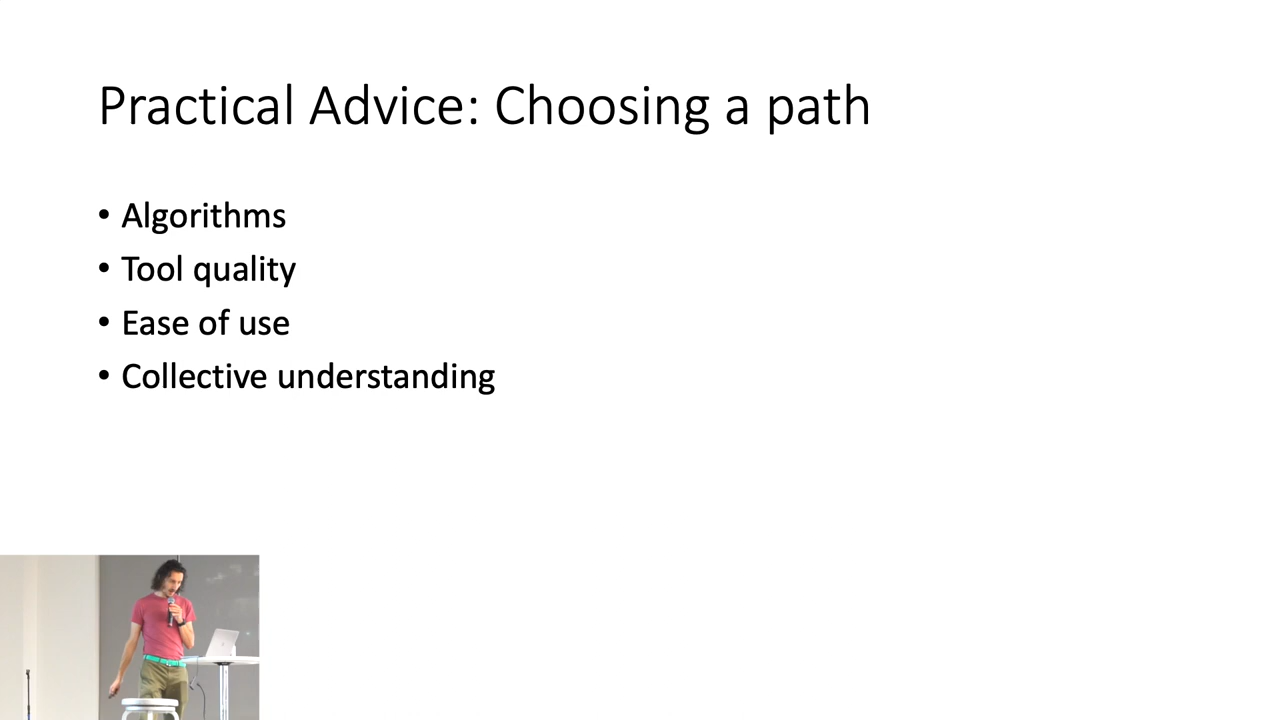 Practical Advice: Choosing a path
• Algorithms
• Tool quality
• Ease of use
• Collective understanding